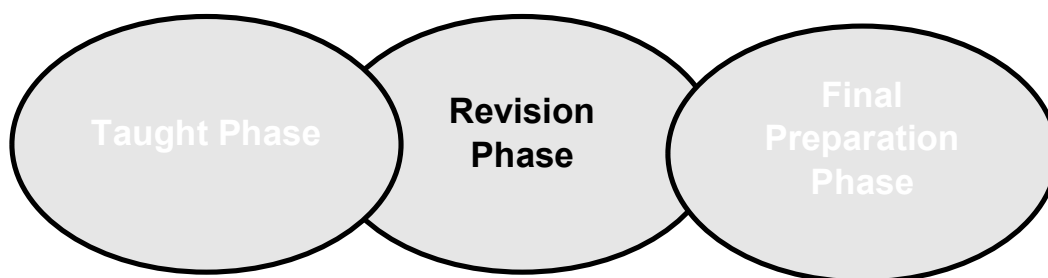 Taught Phase
Revision
Phase
Final
Preparation
Phase